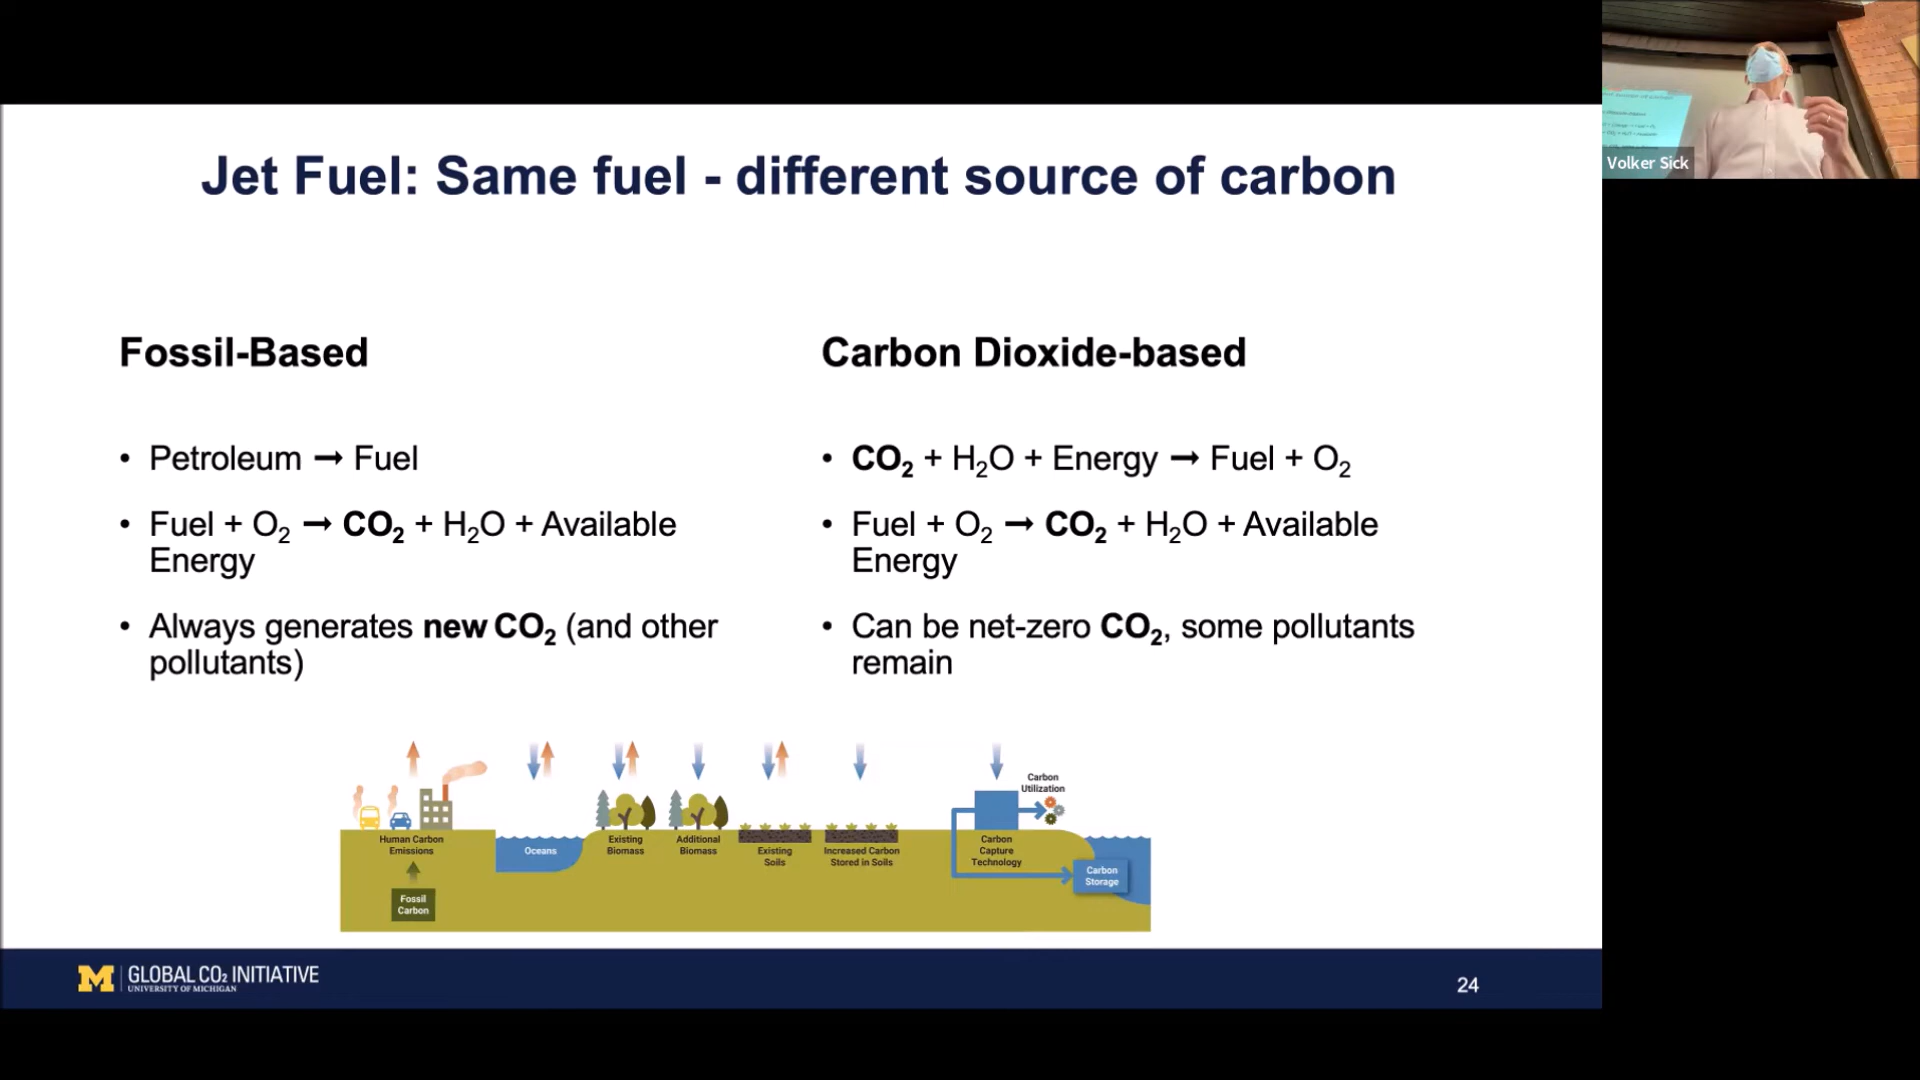 Jet Fuel: Same fuel - different source of carbon
Fossil-Based
• Petroleum → Fuel
• Fuel + O₂ → CO₂ + H₂O + Available
Energy
• Always generates new CO₂ (and other
pollutants)
Carbon Dioxide-based
• CO₂ + H₂O + Energy → Fuel + O₂
• Fuel + O₂ → CO₂ + H₂O + Available
Energy
• Can be net-zero CO₂, some pollutants
remain
Human Carbon
Emissions
Fossil
Carbon
Oceans
Existing
Biomass
Additional
Biomass
Existing
Soils
Increased Carbon
Stored in Soils
Carbon
Capture
Technology
Carbon
Utilization
Carbon
Storage
M GLOBAL CO₂ INITIATIVE
UNIVERSITY OF MICHIGAN
24
Volker Sick